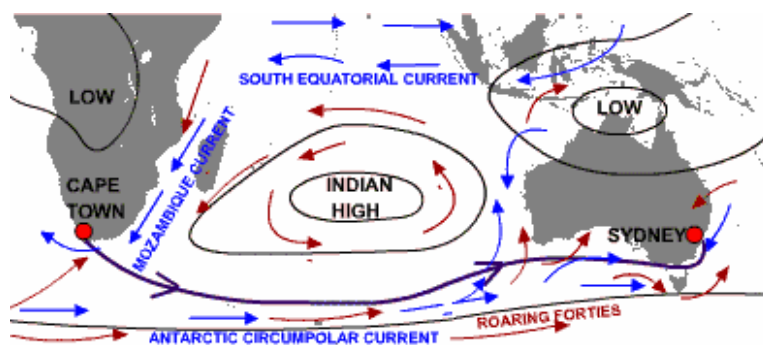 SOUTH EQUATORIAL CURRENT
LOW
LOW
MOZAMBIQUE CURRENT
CAPE
TOWN
INDIAN
HIGH
SYDNEY
ROARING FORTIES
ANTARCTIC CIRCUMPOLAR CURRENT